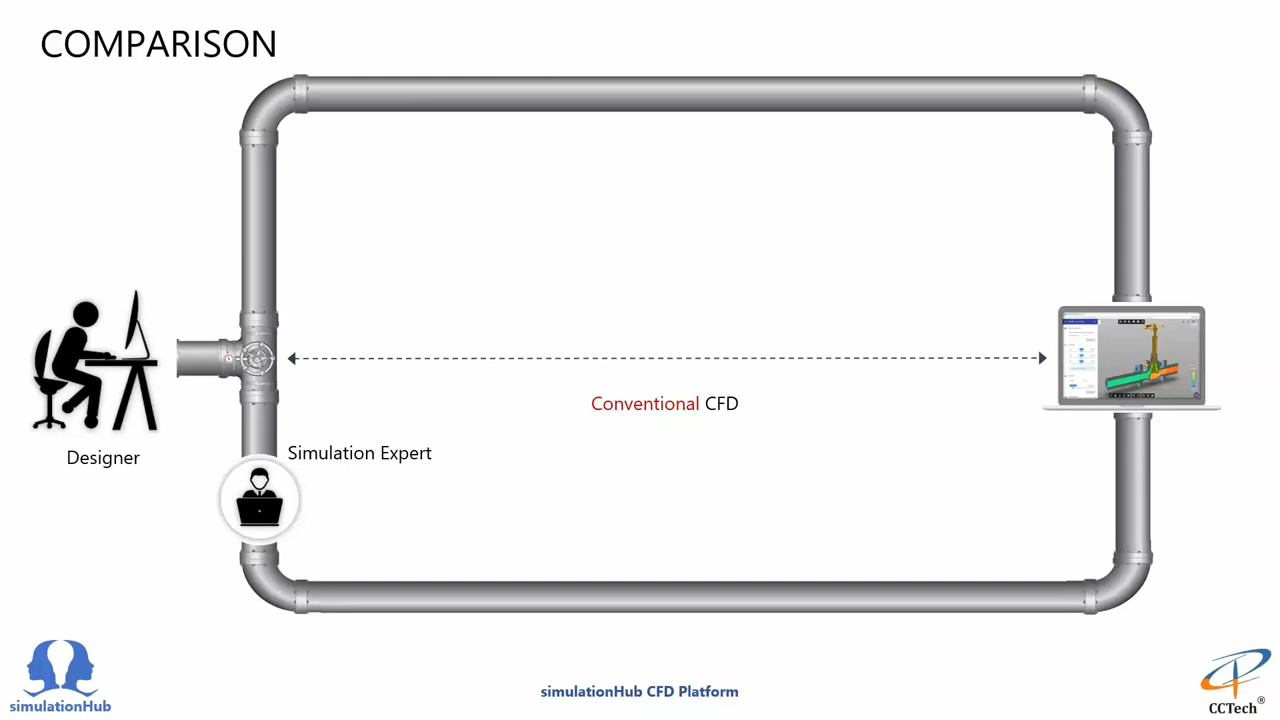 COMPARISON
Conventional CFD
Simulation Expert
Designer
simulationHub
simulationHub CFD Platform
CCTech®